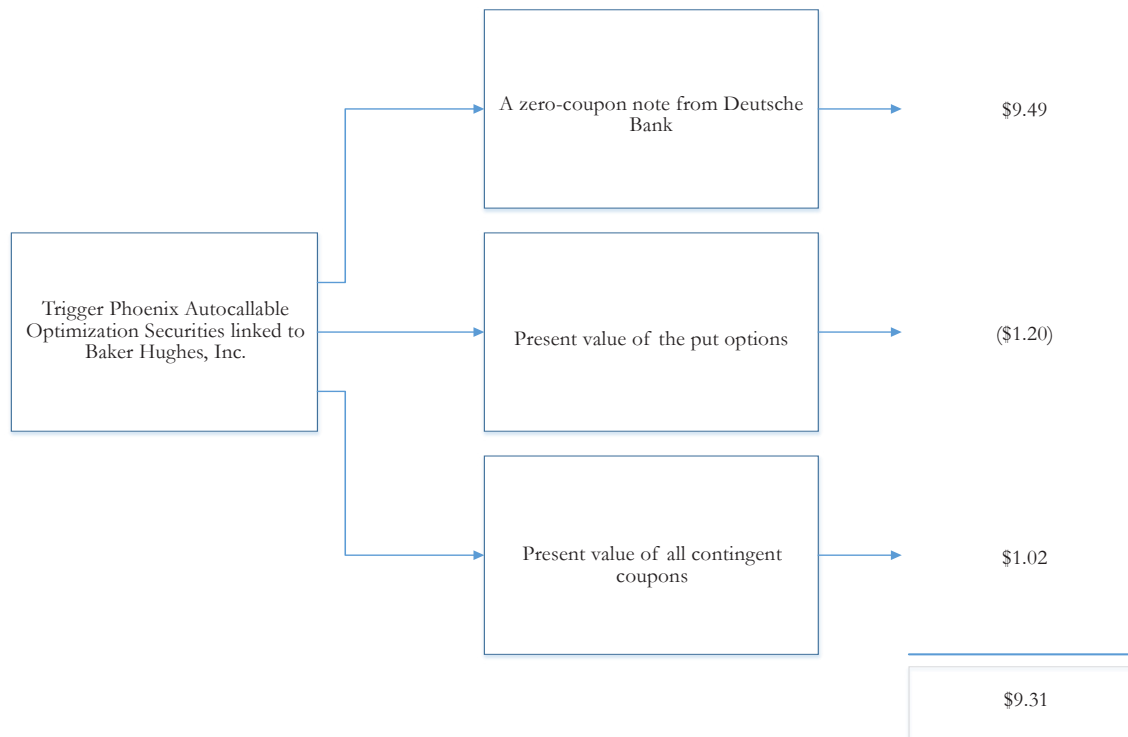 A zero-coupon note from Deutsche
Bank
$9.49
Trigger Phoenix Autocallable
Optimization Securities linked to
Baker Hughes, Inc.
Present value of the put options
($1.20)
Present value of all contingent
coupons
$1.02
$9.31